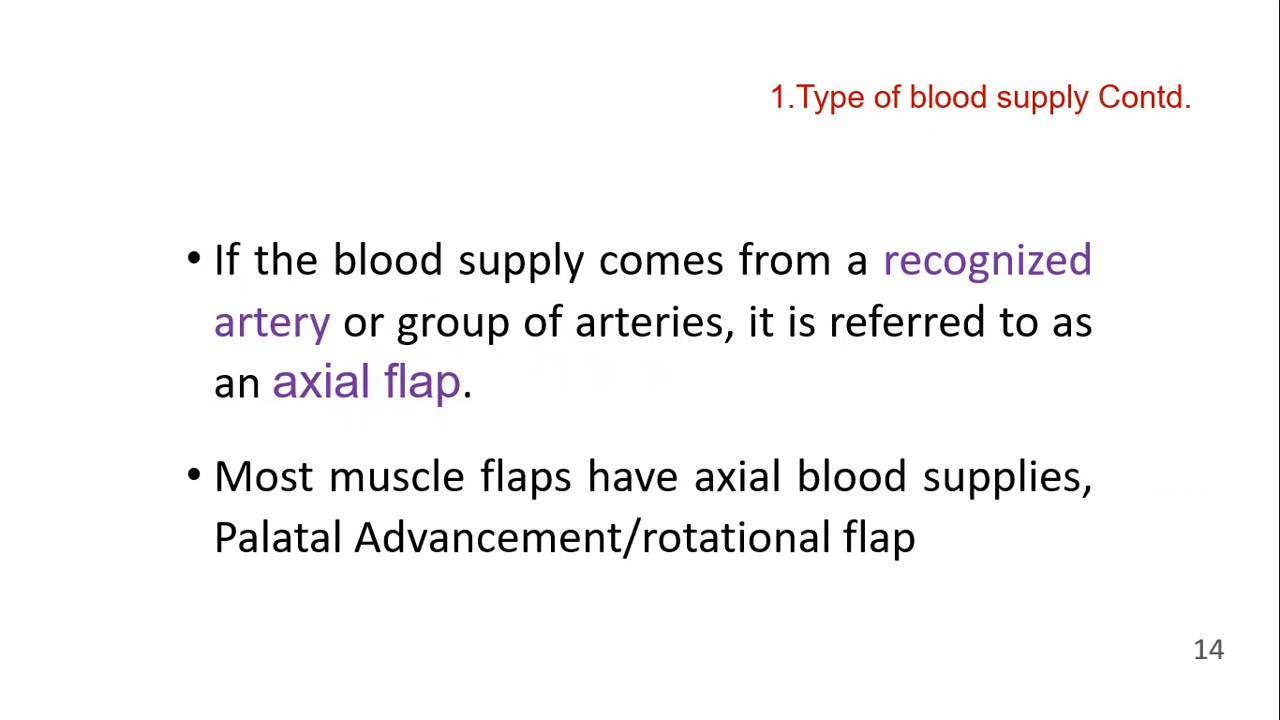 1.Type of blood supply Contd.
• If the blood supply comes from a recognized
artery or group of arteries, it is referred to as
an axial flap.
• Most muscle flaps have axial blood supplies,
Palatal Advancement/rotational flap
14